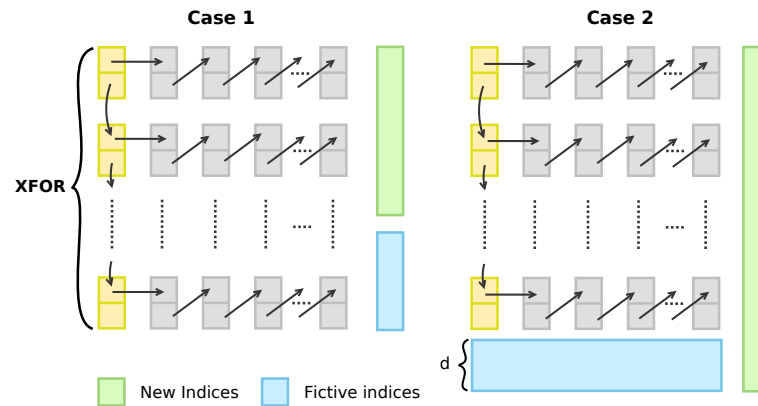 Case 1
Case 2
XFOR
d
New Indices
Fictive indices